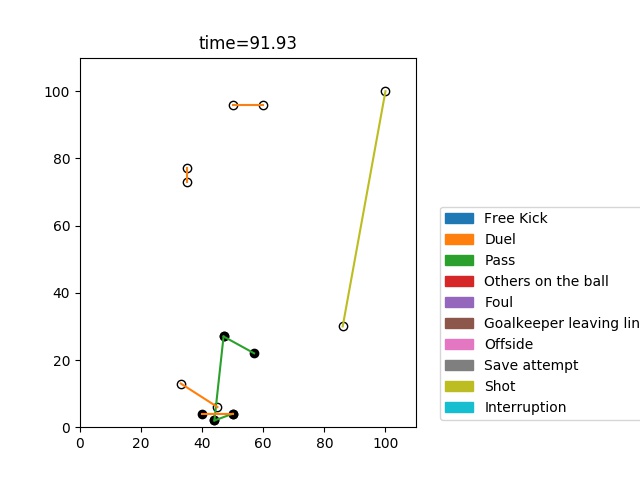 time=91.93
100
80
60
40
20
0
0 20 40 60 80 100
Free Kick
Duel
Pass
Others on the ball
Foul
Goalkeeper leaving lin
Offside
Save attempt
Shot
Interruption